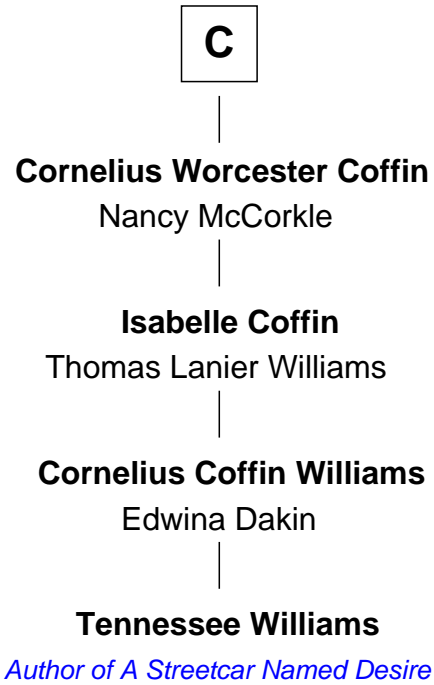 C
Cornelius Worcester Coffin
Nancy McCorkle
Isabelle Coffin
Thomas Lanier Williams
Cornelius Coffin Williams
Edwina Dakin
Tennessee Williams
Author of A Streetcar Named Desire